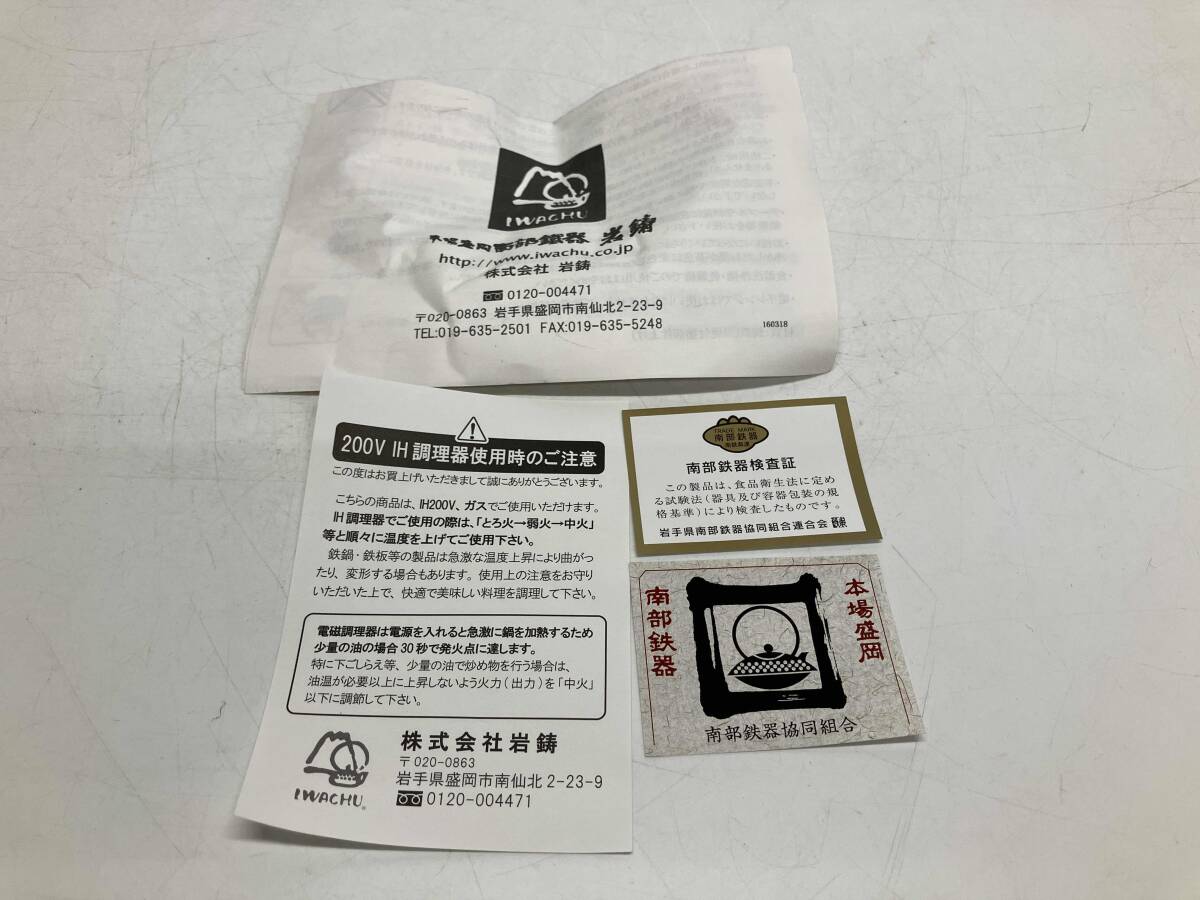 IWACHU
本場盛岡南部鐵器 岩鋳
http://www.iwachu.co.jp
株式会社 岩鋳
0120-004471
〒020-0863 岩手県盛岡市南仙北2-23-9
TEL:019-635-2501 FAX:019-635-5248
160318
200V IH 調理器使用時のご注意
この度はお買上げいただきまして誠にありがとうございます。
こちらの商品は、IH200V、ガスでご使用いただけます。
IH調理器でご使用の際は、「とろ火→弱火→中火」
等と順々に温度を上げてご使用下さい。
鉄鍋・鉄板等の製品は急激な温度上昇により曲がっ
たり、変形する場合もあります。使用上の注意をお守り
いただいた上で、快適で美味しい料理を調理して下さい。
電磁調理器は電源を入れると急激に鍋を加熱するため
少量の油の場合30秒で発火点に達します。
特に下ごしらえ等、少量の油で炒め物を行う場合は、
油温が必要以上に上昇しないよう火力(出力)を「中火」
以下に調節して下さい。
IWACHU
株式会社岩鋳
〒020-0863
岩手県盛岡市南仙北2-23-9
0120-004471
TRADE MARK
南部鉄器
南部鉄器検査証
この製品は、食品衛生法に定め
る試験法(器具及び容器包装の規
格基準)により検査したものです。
岩手県南部鉄器協同組合連合会
本場盛岡
南部鉄器
南部鉄器協同組合